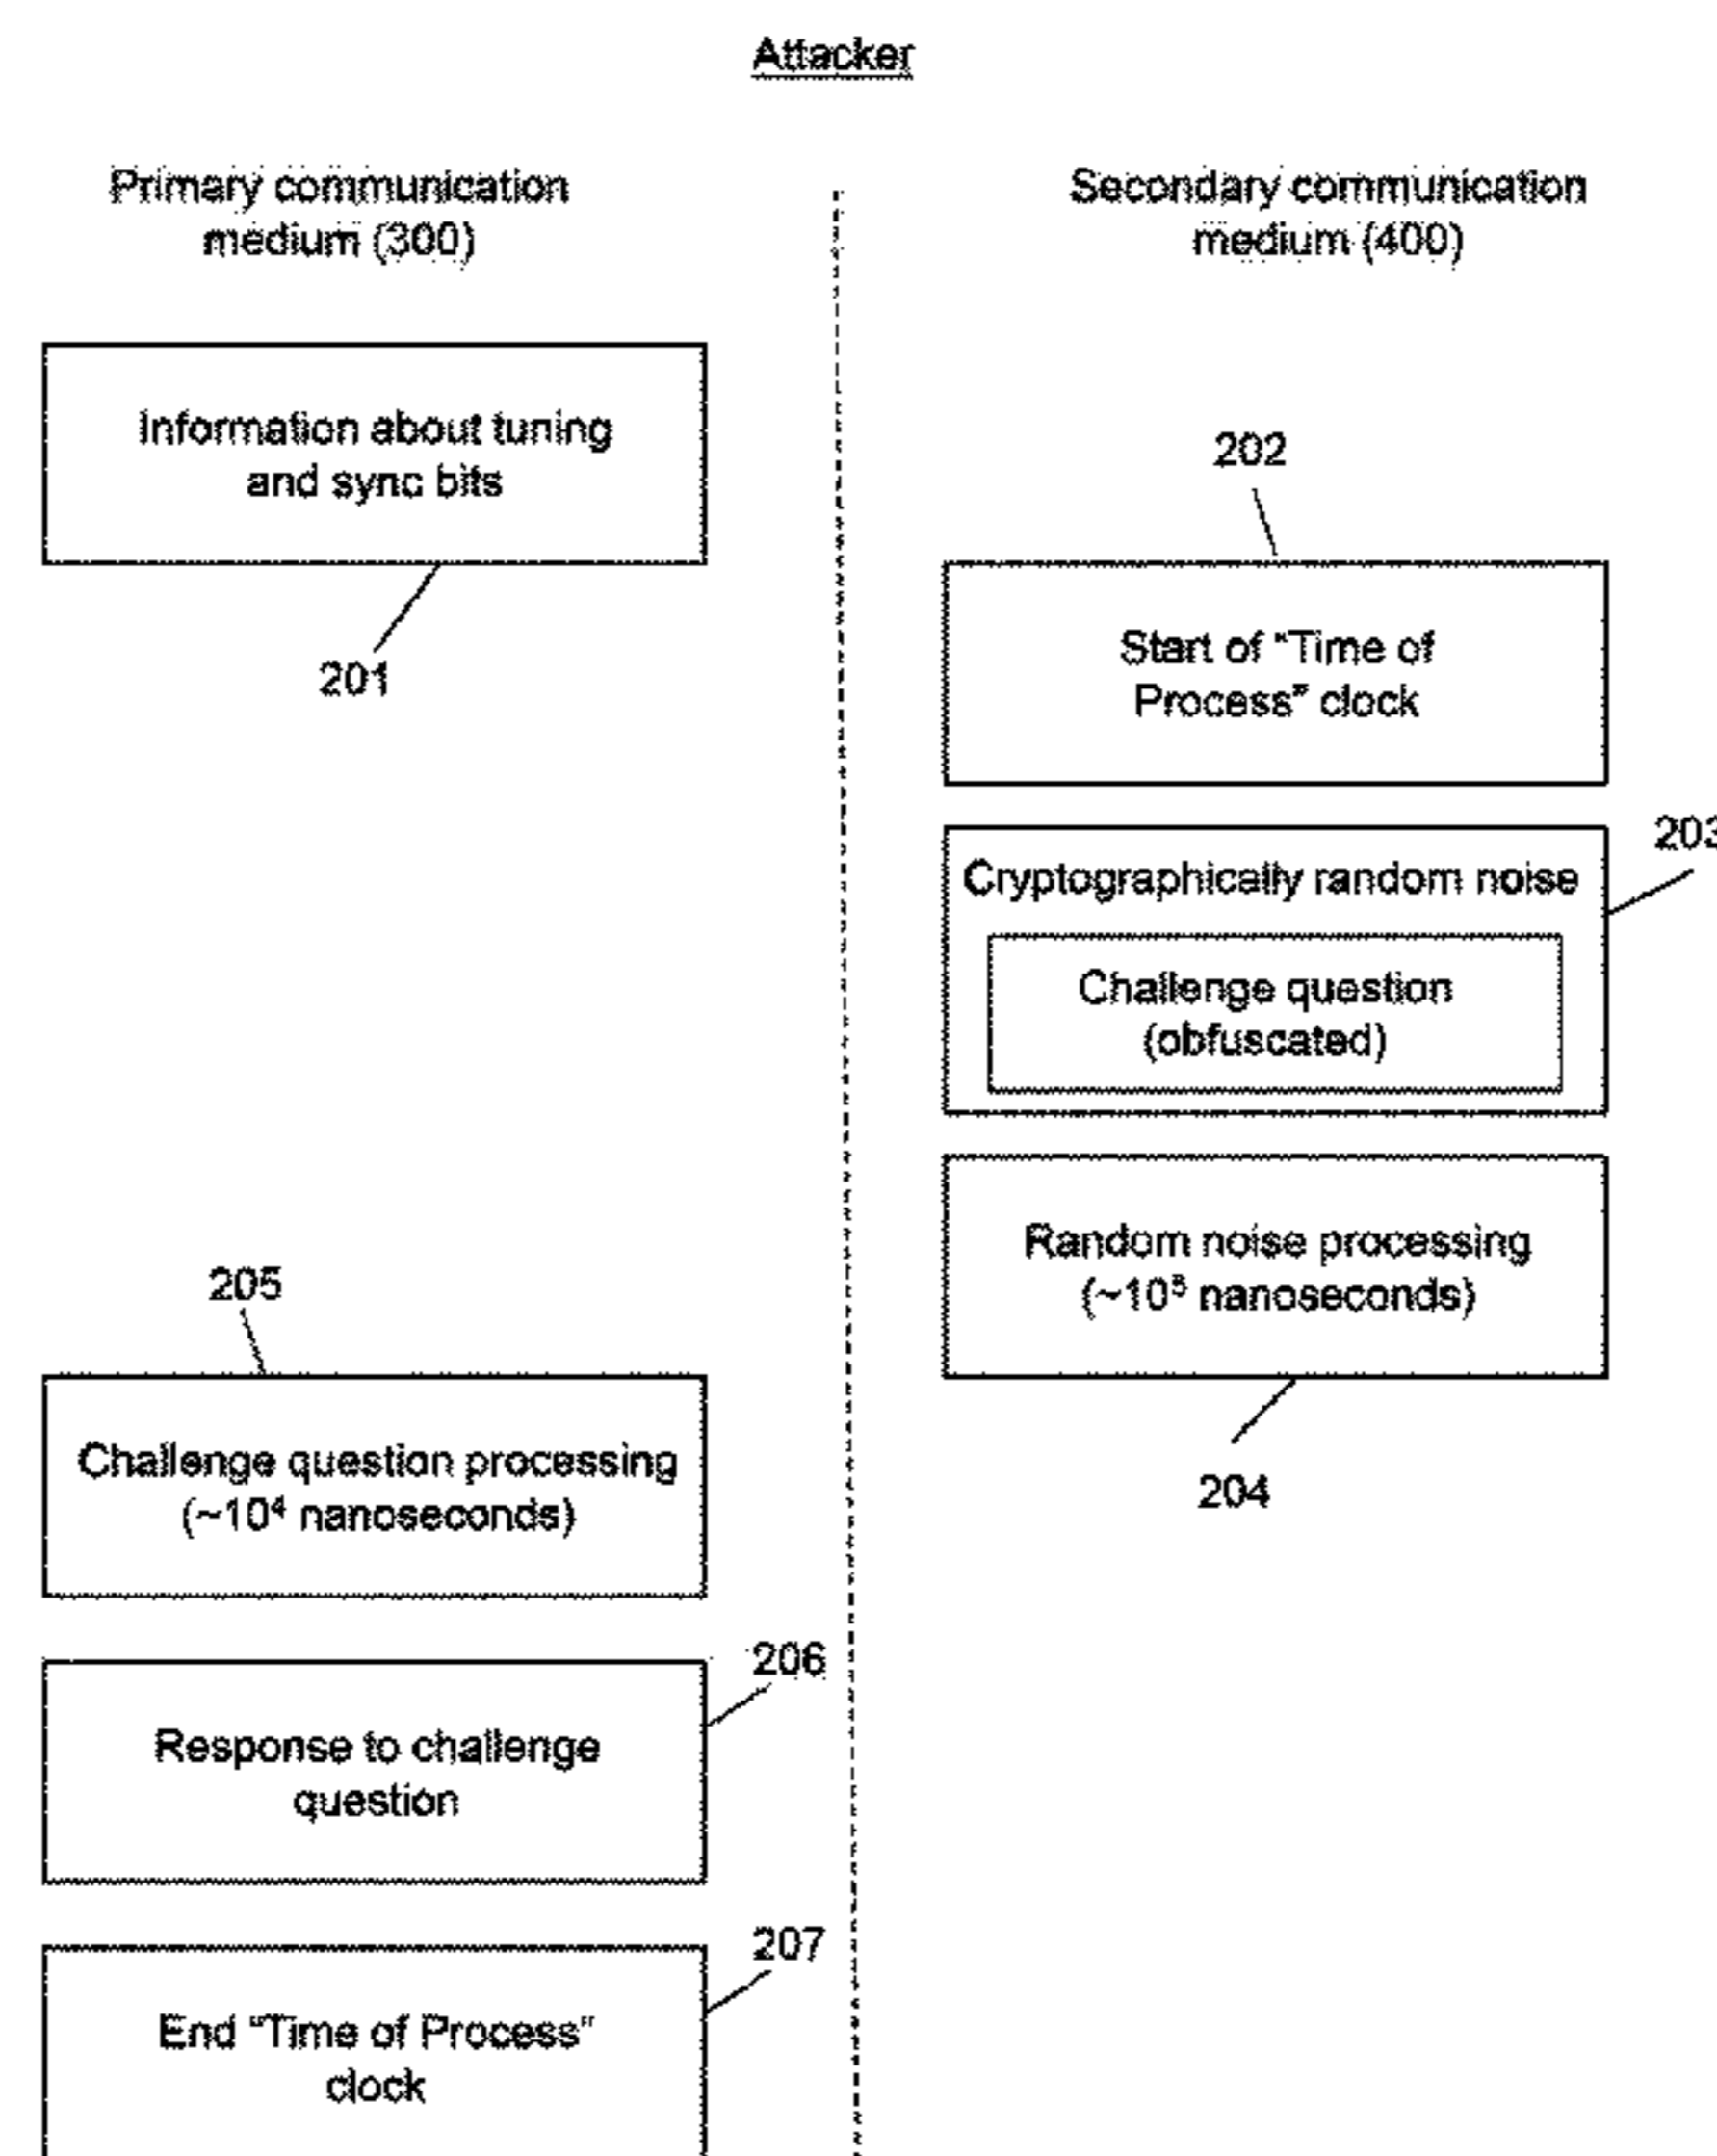 Attacker
Primary communication
medium (300)
Secondary communication
medium (400)
Information about tuning
and sync bits
201
202
Start of "Time of
Process" clock
203
Cryptographically random noise
Challenge question
(obfuscated)
Random noise processing
(~10⁵ nanoseconds)
204
205
Challenge question processing
(~10⁴ nanoseconds)
206
Response to challenge
question
207
End "Time of Process"
clock